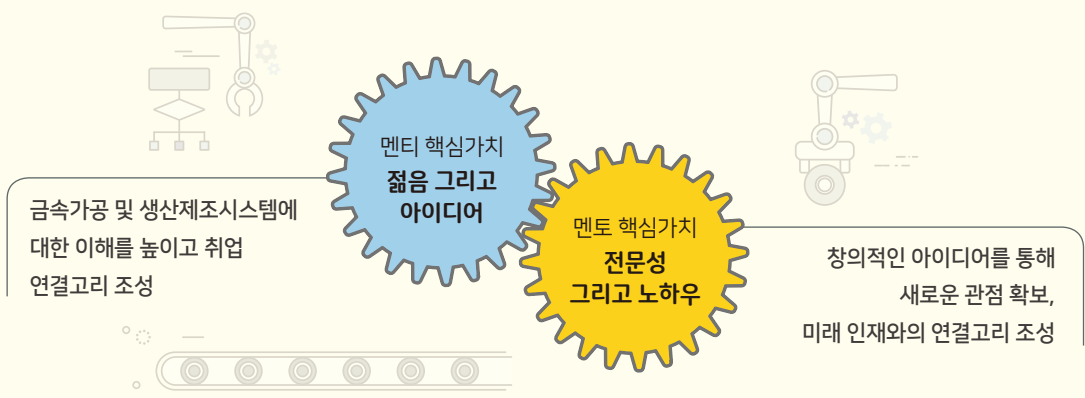 멘티 핵심가치
젊음 그리고
아이디어
금속가공 및 생산제조시스템에
대한 이해를 높이고 취업
연결고리 조성
멘토 핵심가치
전문성
그리고 노하우
창의적인 아이디어를 통해
새로운 관점 확보,
미래 인재와의 연결고리 조성